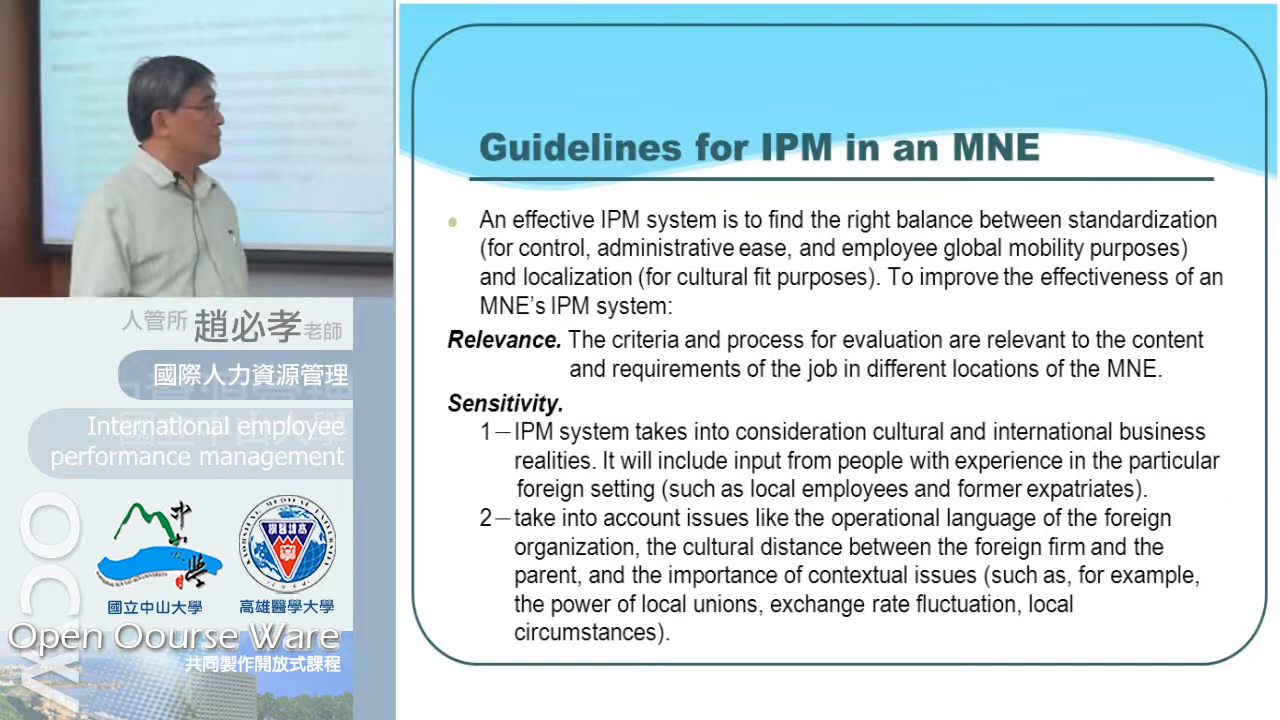 Guidelines for IPM in an MNE
An effective IPM system is to find the right balance between standardization
(for control, administrative ease, and employee global mobility purposes)
and localization (for cultural fit purposes). To improve the effectiveness of an
MNE’s IPM system:
Relevance. The criteria and process for evaluation are relevant to the content
and requirements of the job in different locations of the MNE.
Sensitivity.
1－IPM system takes into consideration cultural and international business
realities. It will include input from people with experience in the particular
foreign setting (such as local employees and former expatriates).
2－take into account issues like the operational language of the foreign
organization, the cultural distance between the foreign firm and the
parent, and the importance of contextual issues (such as, for example,
the power of local unions, exchange rate fluctuation, local
circumstances).
人管所 趙必孝老師
國際人力資源管理
International employee
performance management
中山大學
國立中山大學
高雄醫學大學
OCW
Open Oourse Ware
共同製作開放式課程